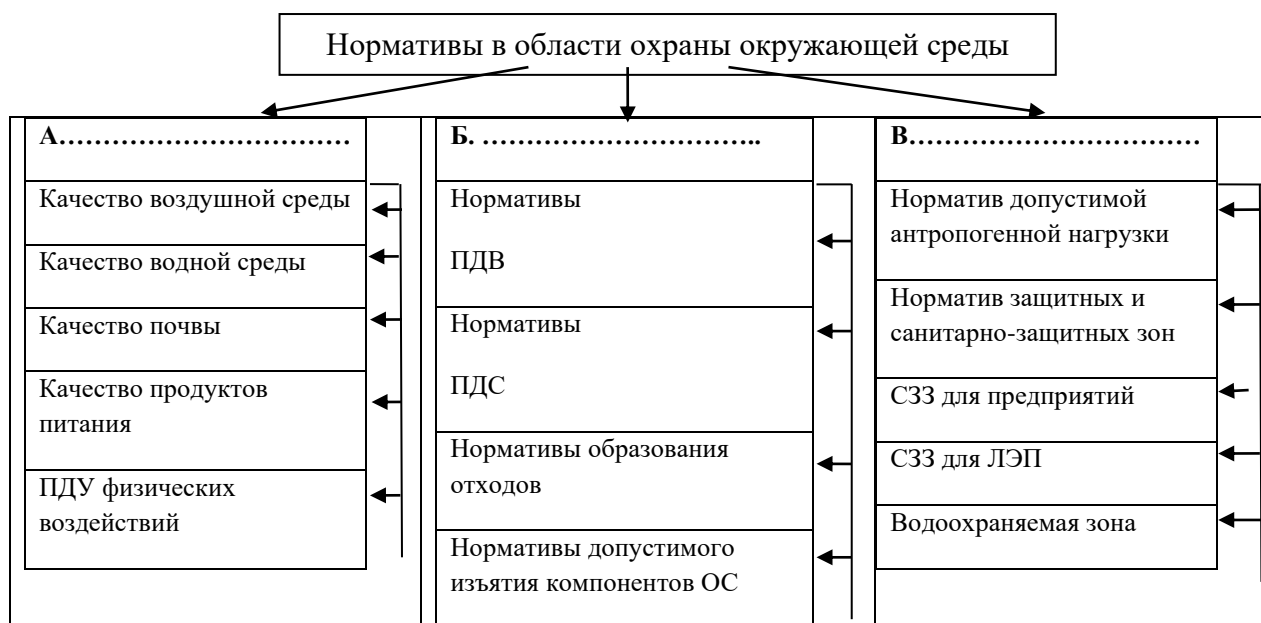 Нормативы в области охраны окружающей среды
А……………………………
Качество воздушной среды
Качество водной среды
Качество почвы
Качество продуктов
питания
ПДУ физических
воздействий
Б. ………………………..
Нормативы
ПДВ
Нормативы
ПДС
Нормативы образования
отходов
Нормативы допустимого
изъятия компонентов ОС
В……………………………
Норматив допустимой
антропогенной нагрузки
Норматив защитных и
санитарно-защитных зон
СЗЗ для предприятий
СЗЗ для ЛЭП
Водоохраняемая зона